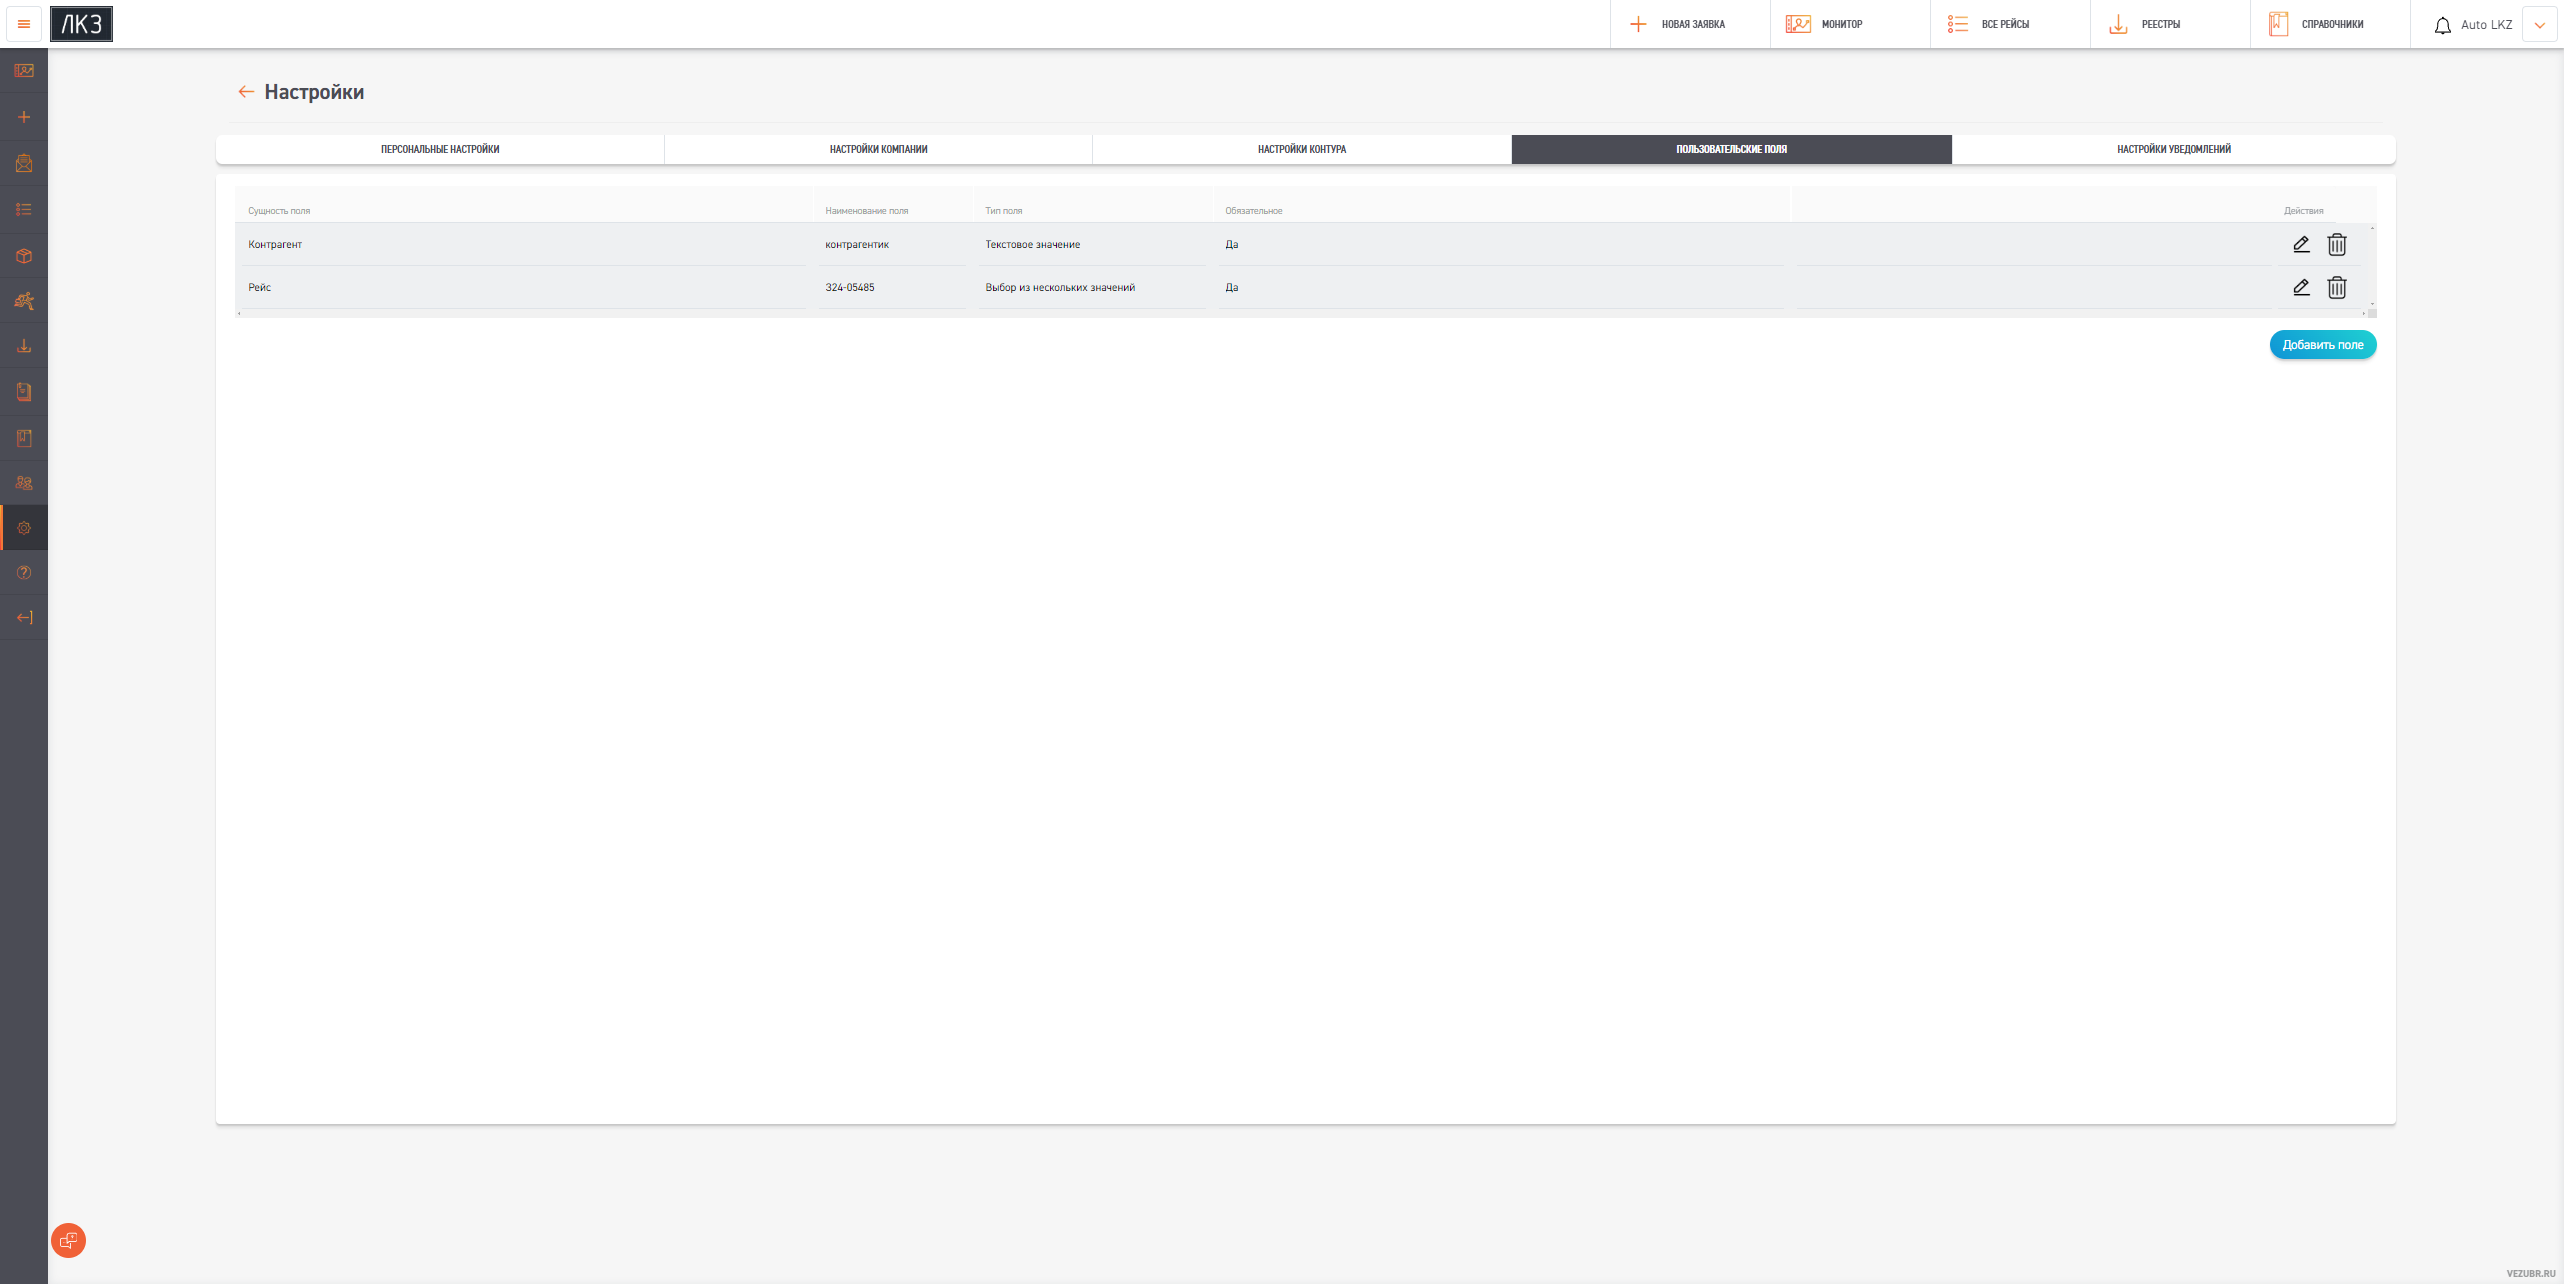 ЛКЗ
НОВАЯ ЗАЯВКА
МОНИТОР
ВСЕ РЕЙСЫ
РЕЕСТРЫ
СПРАВОЧНИКИ
Auto LKZ
Настройки
ПЕРСОНАЛЬНЫЕ НАСТРОЙКИ
НАСТРОЙКИ КОМПАНИИ
НАСТРОЙКИ КОНТУРА
ПОЛЬЗОВАТЕЛЬСКИЕ ПОЛЯ
НАСТРОЙКИ УВЕДОМЛЕНИЙ
Сущность поля Наименование поля Тип поля Обязательное Действия
Контрагент контрагентик Текстовое значение Да
Рейс 324-05485 Выбор из нескольких значений Да
Добавить поле
VEZUBR.RU